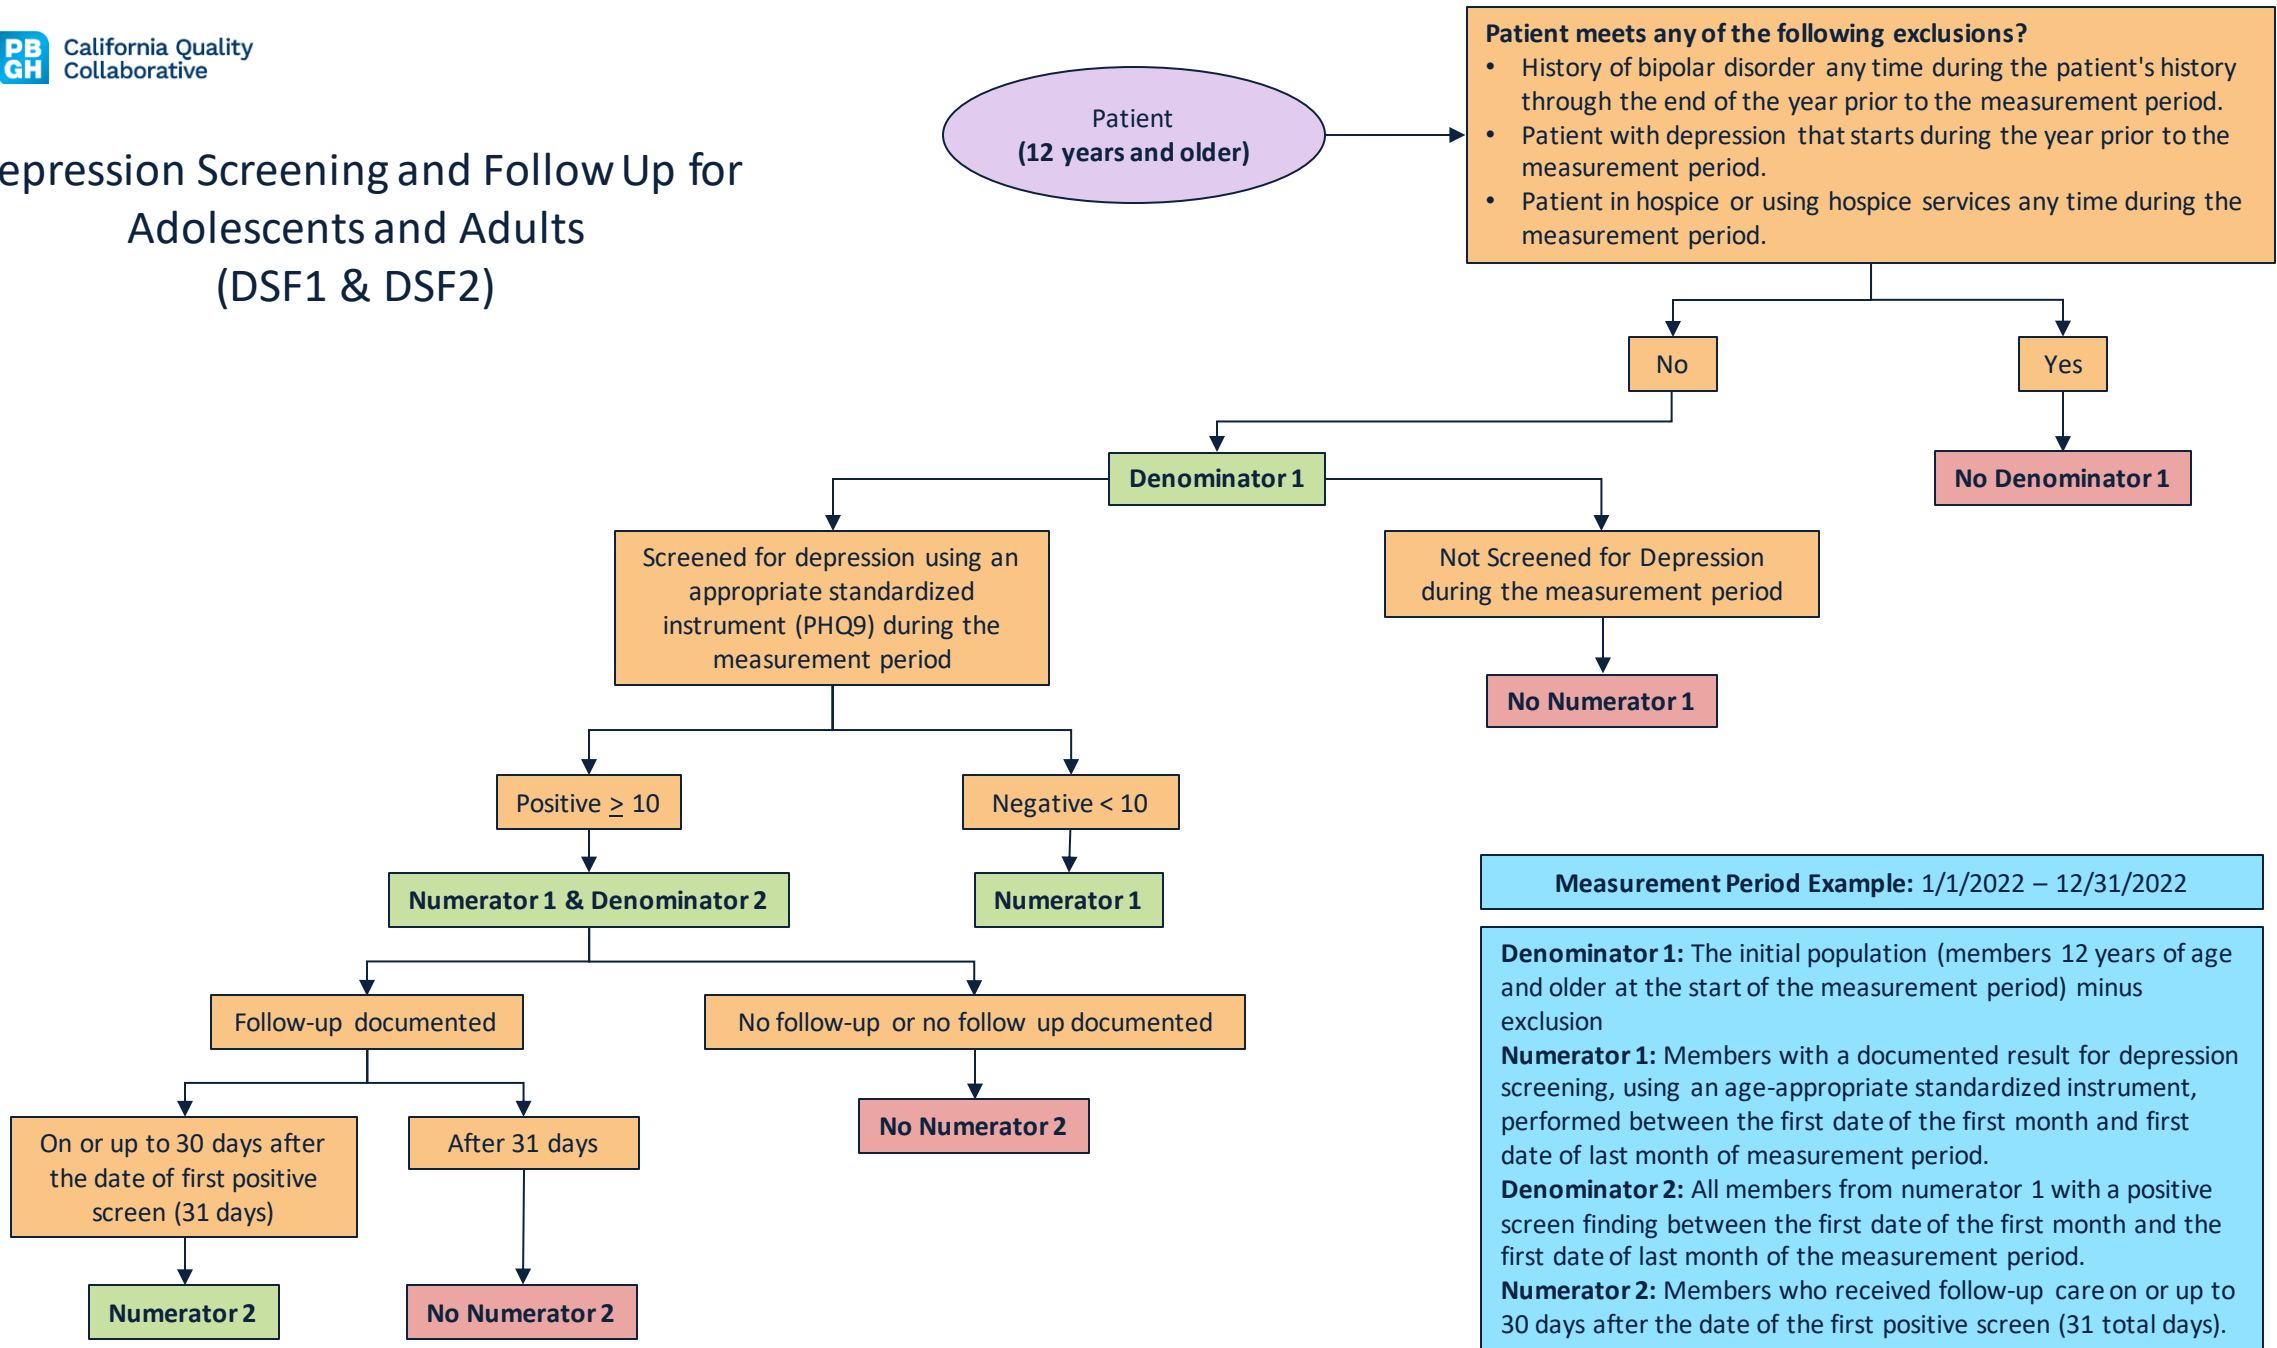 PB
GH
California Quality
Collaborative
epression Screening and Follow Up for
Adolescents and Adults
(DSF1 & DSF2)
Patient
(12 years and older)
Patient meets any of the following exclusions?
• History of bipolar disorder any time during the patient's history
through the end of the year prior to the measurement period.
• Patient with depression that starts during the year prior to the
measurement period.
• Patient in hospice or using hospice services any time during the
measurement period.
No
Yes
Denominator 1
No Denominator 1
Screened for depression using an
appropriate standardized
instrument (PHQ9) during the
measurement period
Not Screened for Depression
during the measurement period
No Numerator 1
Positive ≥ 10
Negative < 10
Numerator 1 & Denominator 2
Numerator 1
Follow-up documented
No follow-up or no follow up documented
On or up to 30 days after
the date of first positive
screen (31 days)
After 31 days
No Numerator 2
Numerator 2
No Numerator 2
Measurement Period Example: 1/1/2022 – 12/31/2022
Denominator 1: The initial population (members 12 years of age
and older at the start of the measurement period) minus
exclusion
Numerator 1: Members with a documented result for depression
screening, using an age-appropriate standardized instrument,
performed between the first date of the first month and first
date of last month of measurement period.
Denominator 2: All members from numerator 1 with a positive
screen finding between the first date of the first month and the
first date of last month of the measurement period.
Numerator 2: Members who received follow-up care on or up to
30 days after the date of the first positive screen (31 total days).